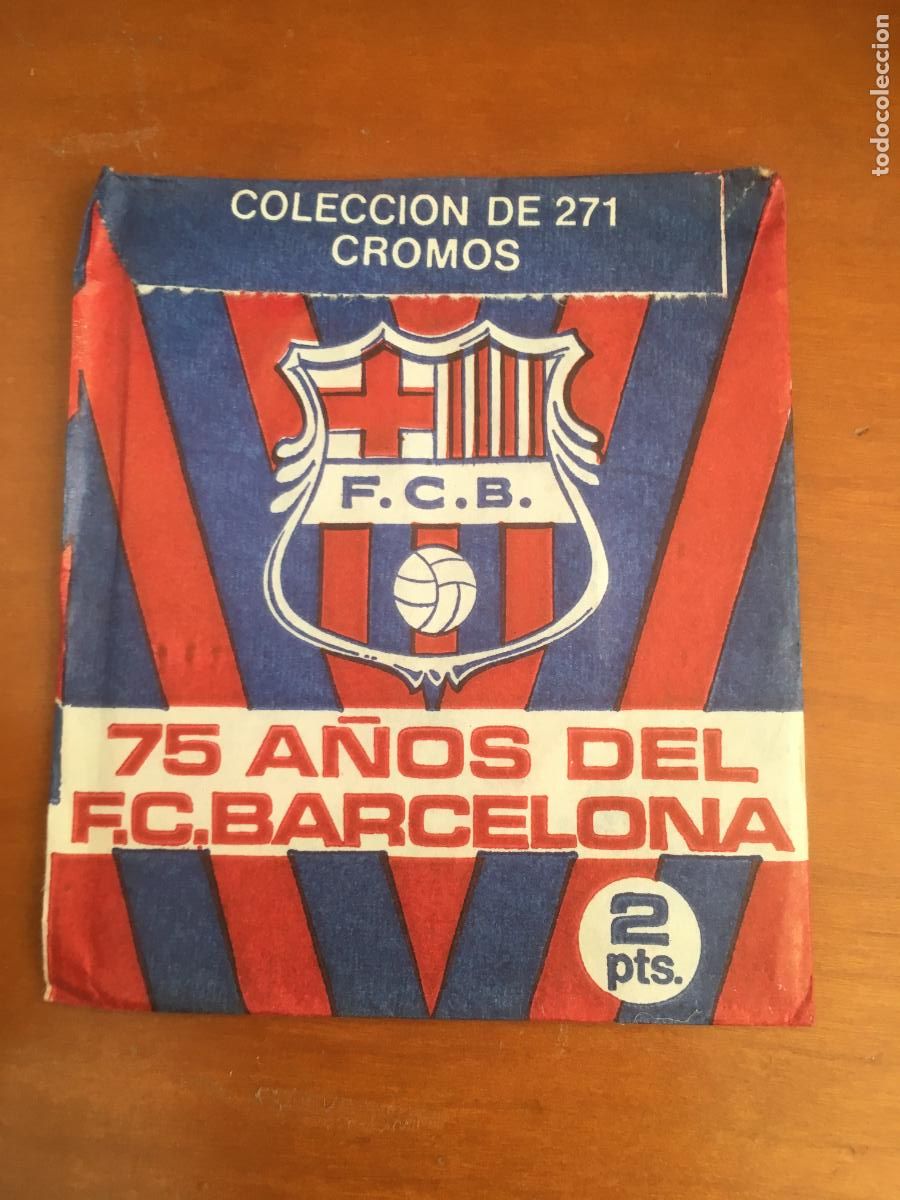 COLECCION DE 271
CROMOS
F.C.B.
75 AÑOS DEL
F.C.BARCELONA
2
pts.
todocoleccion